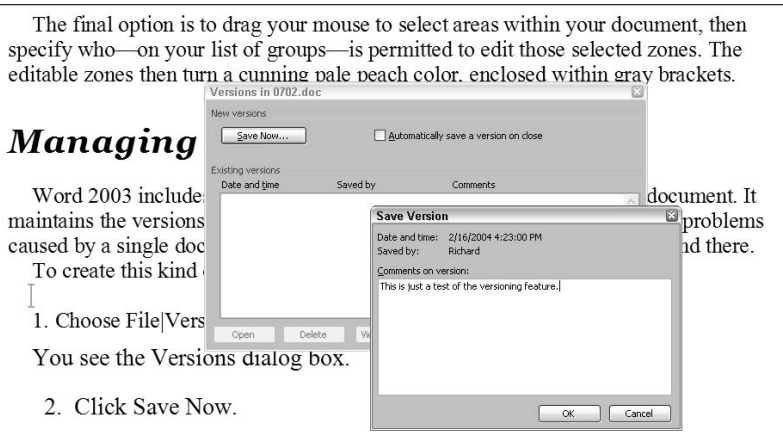 The final option is to drag your mouse to select areas within your document, then
specify who—on your list of groups—is permitted to edit those selected zones. The
editable zones then turn a cunning pale peach color, enclosed within gray brackets.
Versions in 0702.doc
New versions
Save Now...
Automatically save a version on close
Existing versions
Date and time Saved by Comments
Open Delete
Save Version
Date and time: 2/16/2004 4:23:00 PM
Saved by: Richard
Comments on version:
This is just a test of the versioning feature.
OK Cancel
Managing
Word 2003 document. It
maintains the versions problems
caused by a single there.
To create this kind
1. Choose
You see the Versions dialog box.
2. Click Save Now.